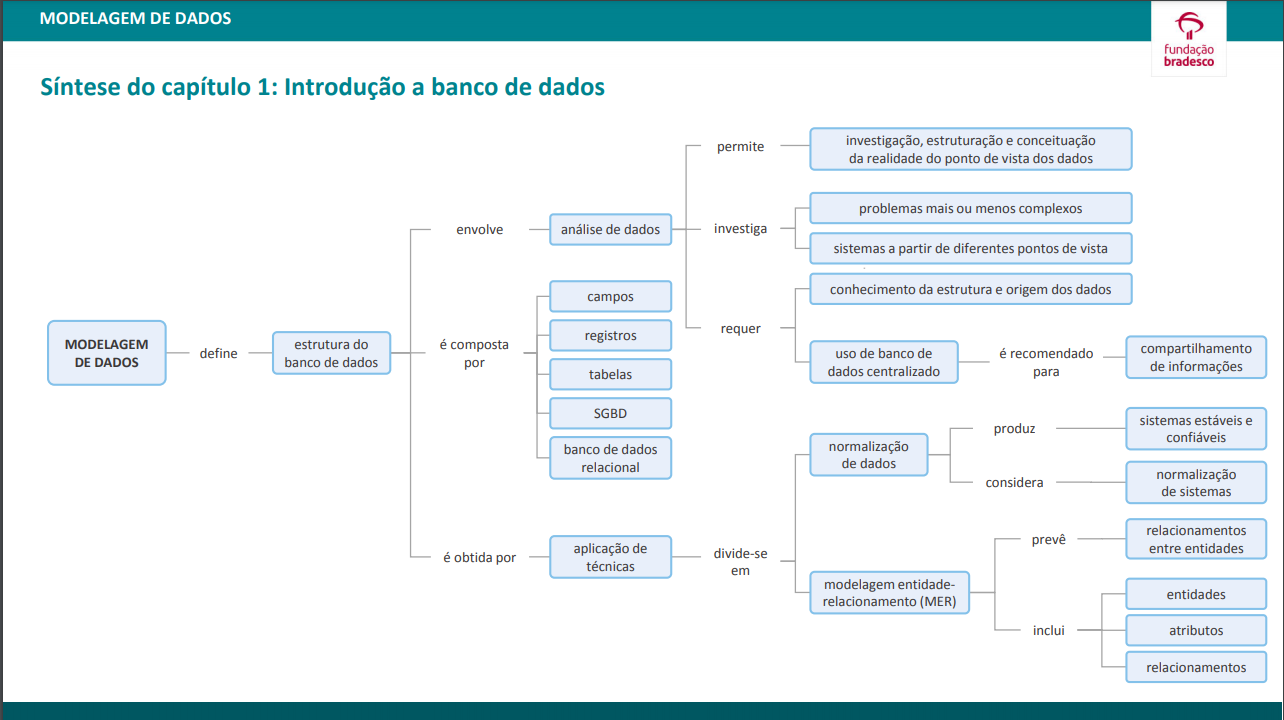 MODELAGEM DE DADOS
fundação
bradesco
Síntese do capítulo 1: Introdução a banco de dados
MODELAGEM
DE DADOS
define
estrutura do
banco de dados
envolve
análise de dados
permite
investigação, estruturação e conceituação
da realidade do ponto de vista dos dados
investiga
problemas mais ou menos complexos
sistemas a partir de diferentes pontos de vista
requer
conhecimento da estrutura e origem dos dados
uso de banco de
dados centralizado
é recomendado
para
compartilhamento
de informações
é composta
por
campos
registros
tabelas
SGBD
banco de dados
relacional
é obtida por
aplicação de
técnicas
divide-se
em
normalização
de dados
produz
sistemas estáveis e
confiáveis
considera
normalização
de sistemas
modelagem entidade-
relacionamento (MER)
prevê
relacionamentos
entre entidades
inclui
entidades
atributos
relacionamentos